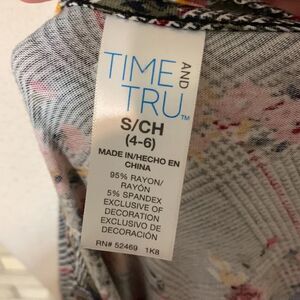 TIME AND
TRU™
S/CH
(4-6)
MADE IN/HECHO EN
CHINA
95% RAYON/
RAYÓN
5% SPANDEX
EXCLUSIVE OF
DECORATION
EXCLUSIVO DE
DECORACIÓN
RN# 52469 1K8